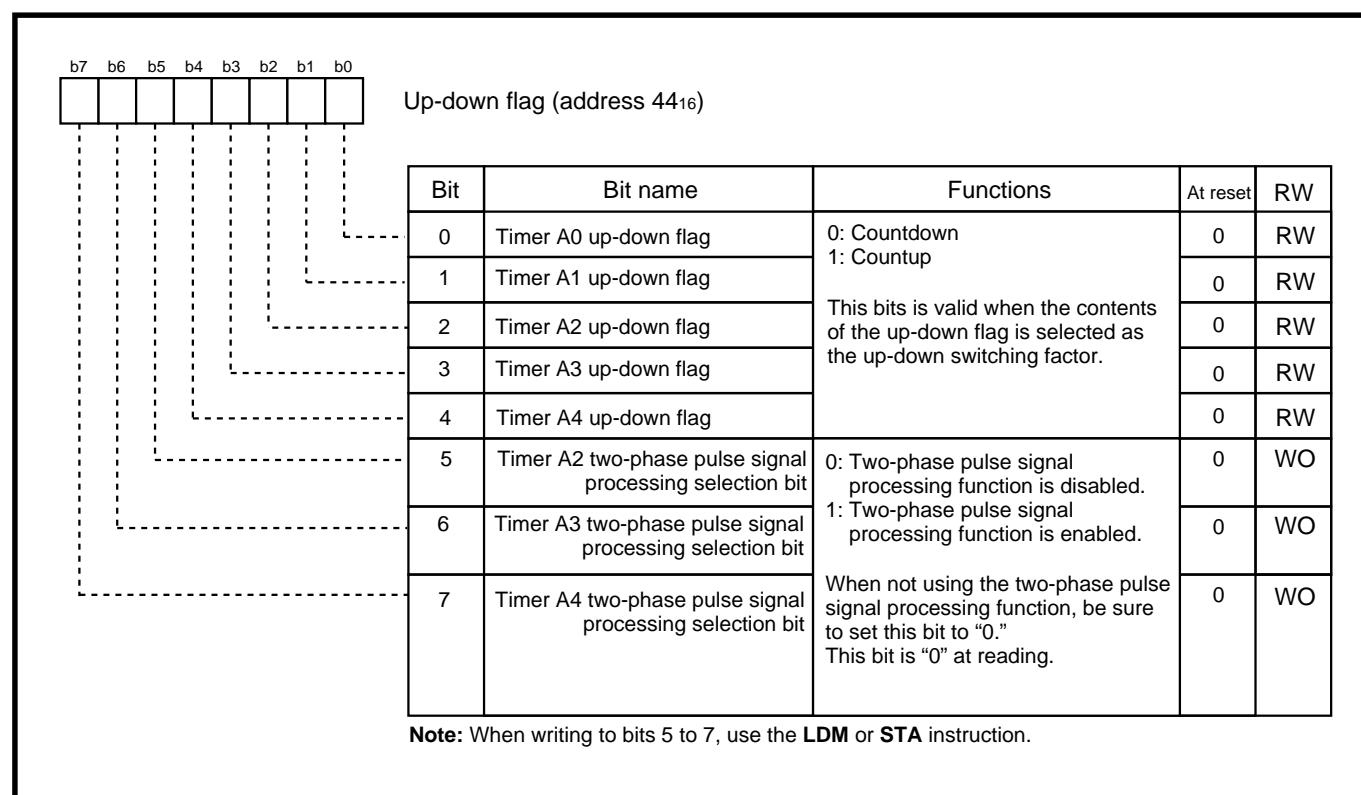 b7 b6 b5 b4 b3 b2 b1 b0
Up-down flag (address 44₁₆)
Bit Bit name Functions At reset RW
0 Timer A0 up-down flag 0: Countdown 0 RW
1: Countup
1 Timer A1 up-down flag 0 RW
This bits is valid when the contents
2 Timer A2 up-down flag of the up-down flag is selected as 0 RW
the up-down switching factor.
3 Timer A3 up-down flag 0 RW
4 Timer A4 up-down flag 0 RW
5 Timer A2 two-phase pulse signal 0: Two-phase pulse signal 0 WO
processing selection bit processing function is disabled.
1: Two-phase pulse signal
6 Timer A3 two-phase pulse signal processing function is enabled. 0 WO
processing selection bit
When not using the two-phase pulse
7 Timer A4 two-phase pulse signal signal processing function, be sure 0 WO
processing selection bit to set this bit to “0.”
This bit is “0” at reading.
Note: When writing to bits 5 to 7, use the LDM or STA instruction.